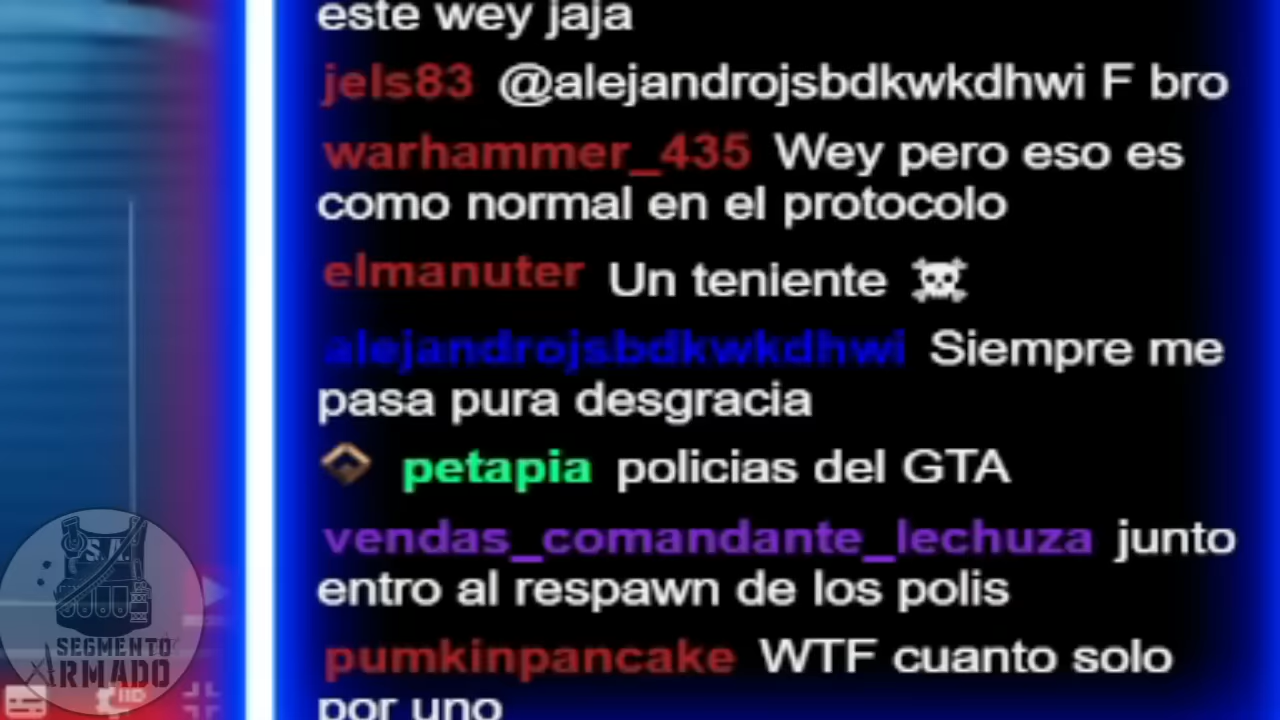 este wey jaja
jels83 @alejandrojsbdkwkdhwi F bro
warhammer_435 Wey pero eso es
como normal en el protocolo
elmanuter Un teniente ☠
alejandrojsbdkwkdhwi Siempre me
pasa pura desgracia
petapia policias del GTA
vendas_comandante_lechuza junto
entro al respawn de los polis
pumkinpancake WTF cuanto solo
por uno
S.A.
SEGMENTO
ARMADO
HD